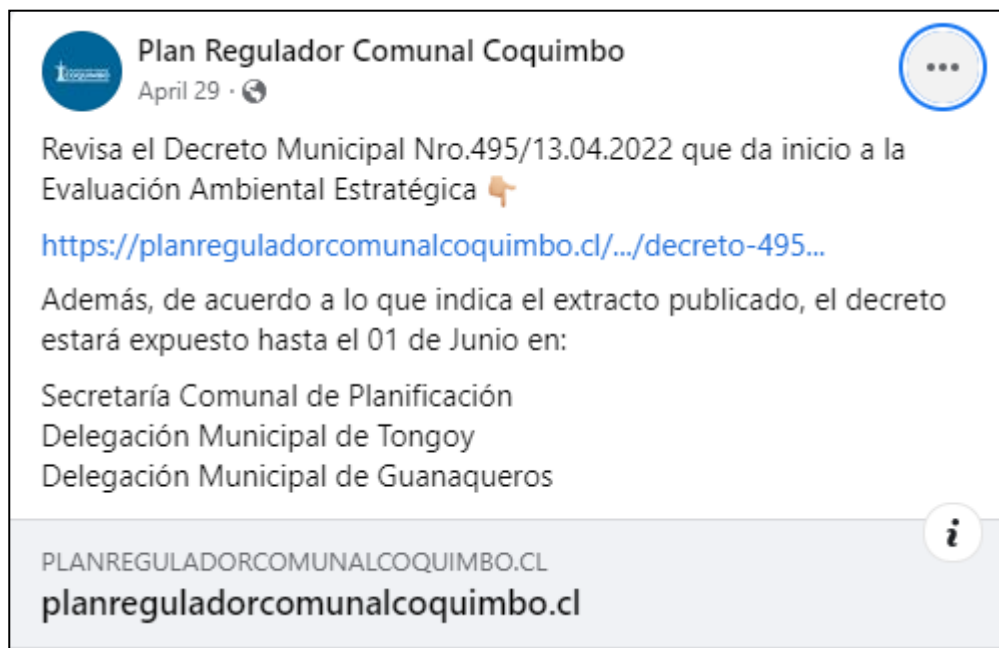 Plan Regulador Comunal Coquimbo
April 29 ·
Revisa el Decreto Municipal Nro.495/13.04.2022 que da inicio a la
Evaluación Ambiental Estratégica 👇🏼
https://planreguladorcomunalcoquimbo.cl/.../decreto-495...
Además, de acuerdo a lo que indica el extracto publicado, el decreto
estará expuesto hasta el 01 de Junio en:
Secretaría Comunal de Planificación
Delegación Municipal de Tongoy
Delegación Municipal de Guanaqueros
PLANREGULADORCOMUNALCOQUIMBO.CL
planreguladorcomunalcoquimbo.cl